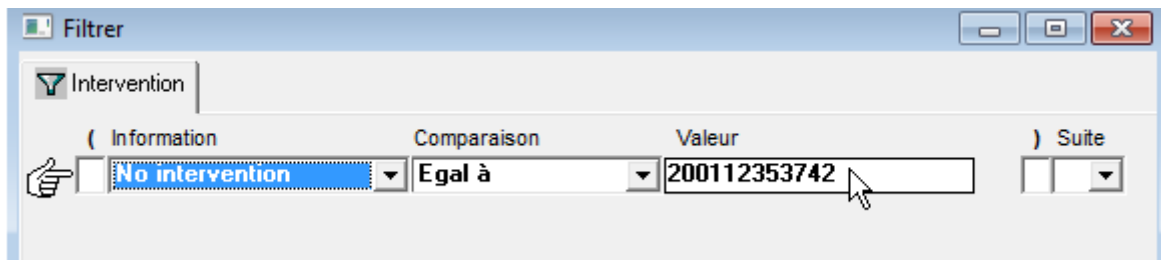 Filtrer
Intervention
( Information Comparaison Valeur ) Suite
No intervention Egal à 200112353742